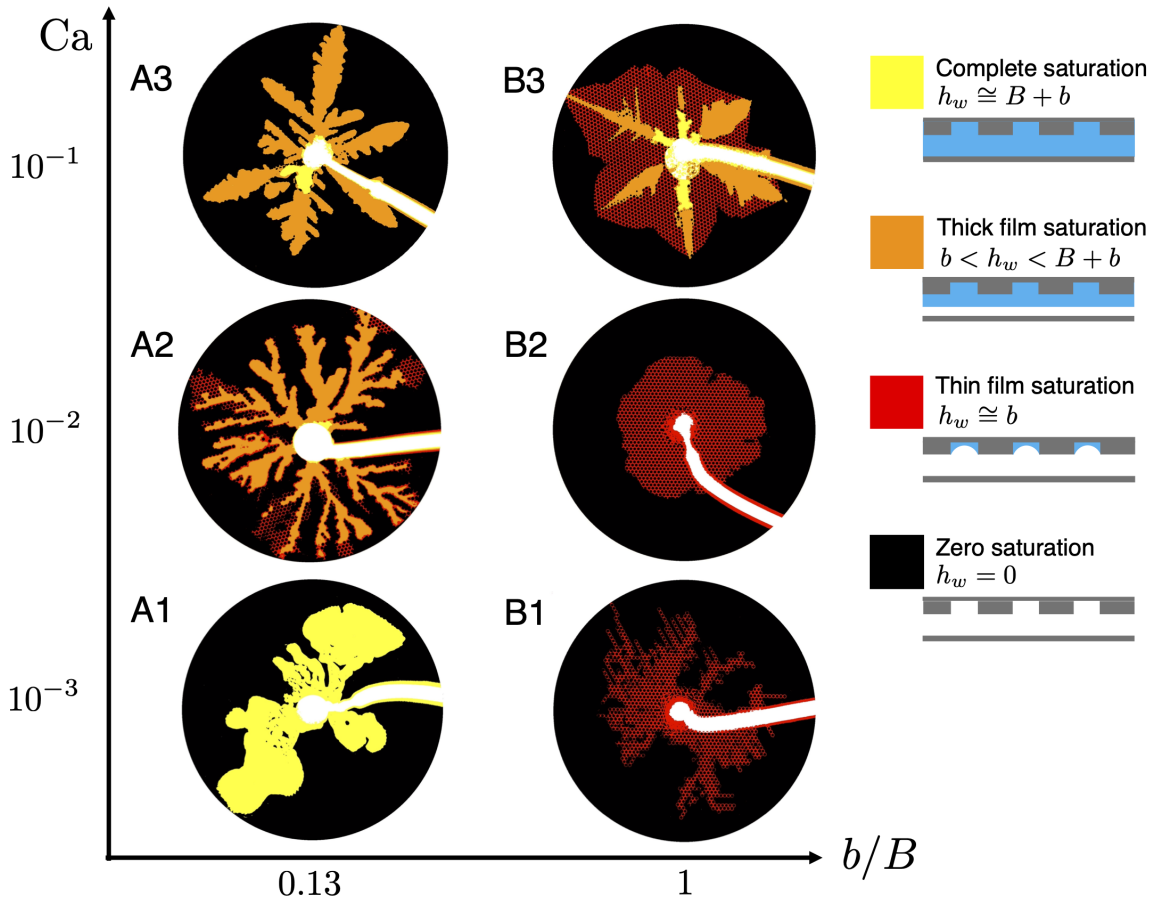 Ca
A3
B3
10⁻¹
A2
B2
10⁻²
A1
B1
10⁻³
0.13
1
b/B
Complete saturation
h_w ≅ B + b
Thick film saturation
b < h_w < B + b
Thin film saturation
h_w ≅ b
Zero saturation
h_w = 0